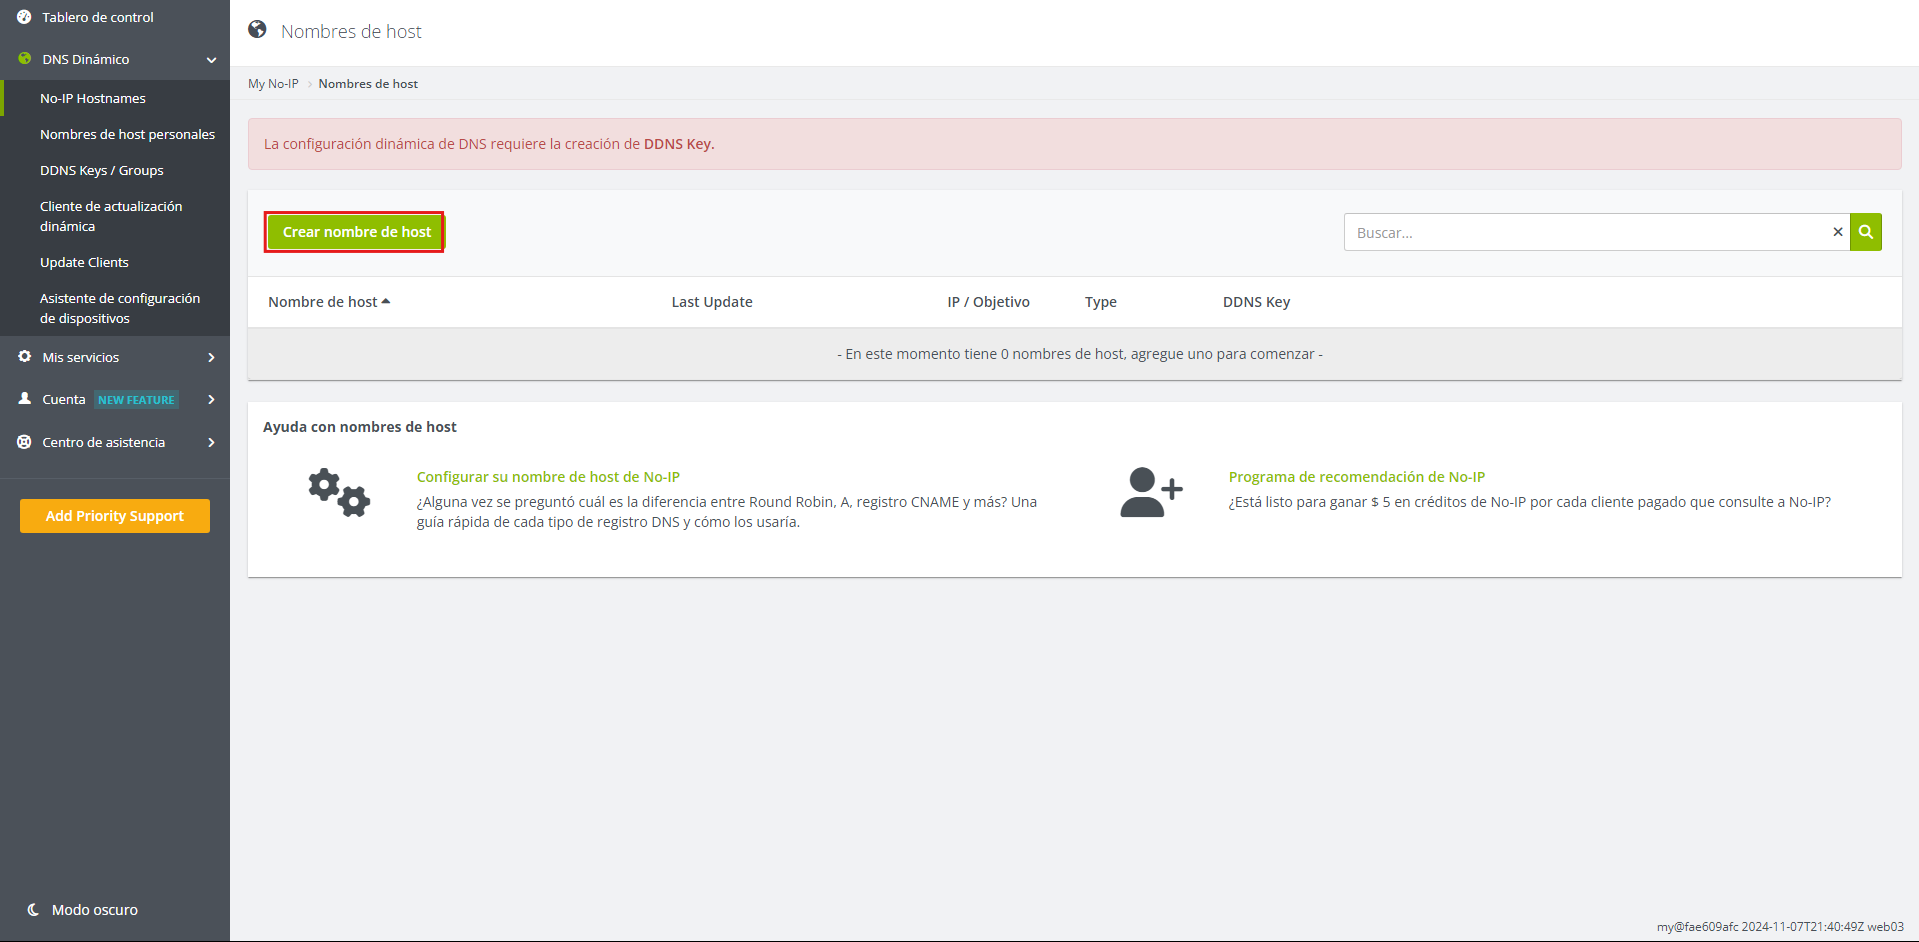 Tablero de control
DNS Dinámico
No-IP Hostnames
Nombres de host personales
DDNS Keys / Groups
Cliente de actualización
dinámica
Update Clients
Asistente de configuración
de dispositivos
Mis servicios
Cuenta NEW FEATURE
Centro de asistencia
Add Priority Support
Modo oscuro
Nombres de host
My No-IP > Nombres de host
La configuración dinámica de DNS requiere la creación de DDNS Key.
Crear nombre de host
Buscar...
Nombre de host Last Update IP / Objetivo Type DDNS Key
- En este momento tiene 0 nombres de host, agregue uno para comenzar -
Ayuda con nombres de host
Configurar su nombre de host de No-IP
¿Alguna vez se preguntó cuál es la diferencia entre Round Robin, A, registro CNAME y más? Una
guía rápida de cada tipo de registro DNS y cómo los usaría.
Programa de recomendación de No-IP
¿Está listo para ganar $ 5 en créditos de No-IP por cada cliente pagado que consulte a No-IP?
my@fae609afc 2024-11-07T21:40:49Z web03